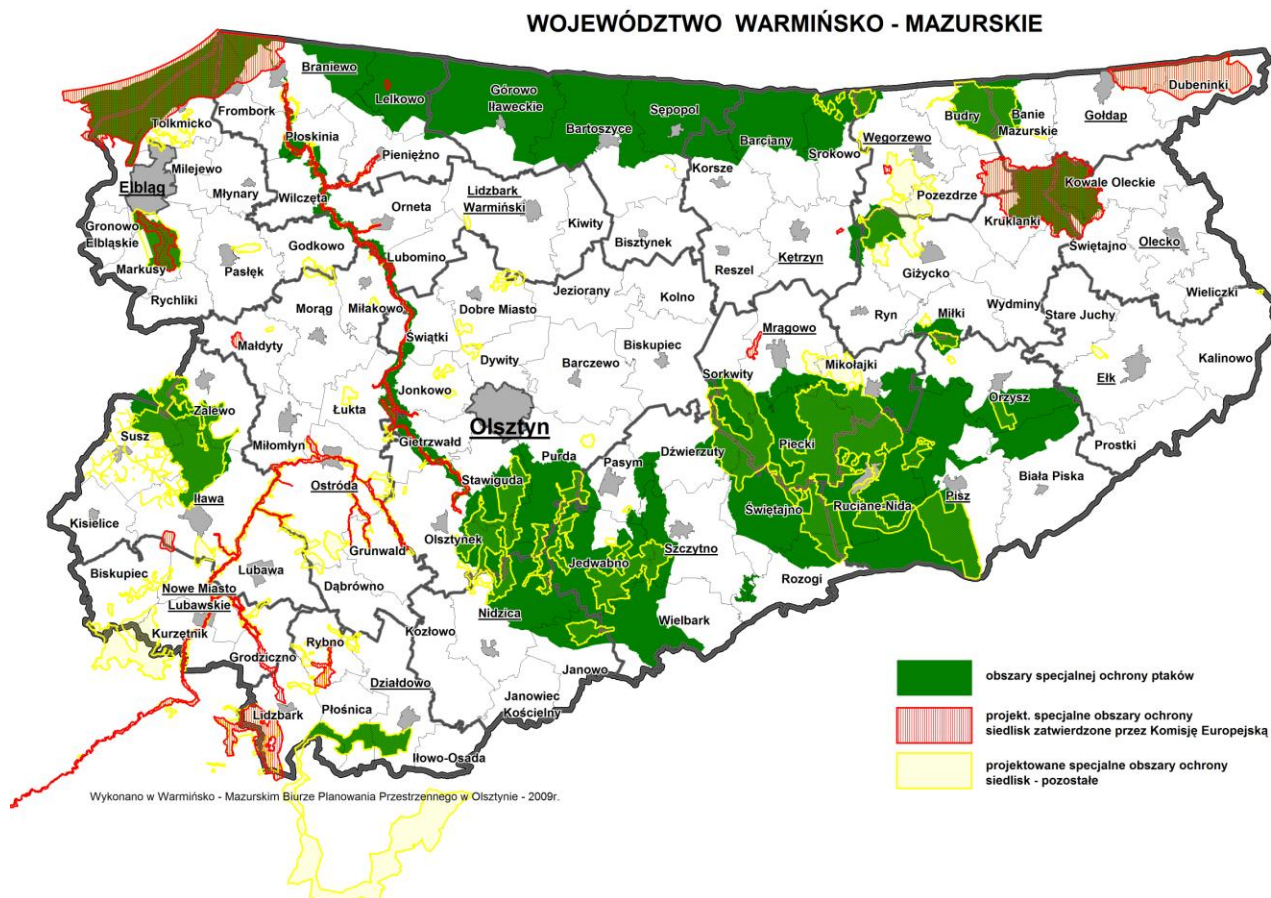 WOJEWÓDZTWO WARMIŃSKO - MAZURSKIE
Braniewo
Lelkowo
Górowo
Iławeckie
Sępopol
Bartoszyce
Barciany
Srokowo
Węgorzewo
Budry
Banie
Mazurskie
Gołdap
Dubeninki
Frombork
Tolkmicko
Płoskinia
Pieniężno
Milejewo
Elbląg
Młynary
Wilczęta
Orneta
Lidzbark
Warmiński
Kiwity
Bisztynek
Korsze
Reszel
Kętrzyn
Pozezdrze
Kruklanki
Kowale Oleckie
Świętajno
Olecko
Gronowo
Elbląskie
Markusy
Pasłęk
Godkowo
Lubomino
Rychliki
Morąg
Miłakowo
Dobre Miasto
Jeziorany
Kolno
Giżycko
Ryn
Miłki
Wydminy
Stare Juchy
Wieliczki
Małdyty
Świątki
Dywity
Barczewo
Biskupiec
Mrągowo
Mikołajki
Sorkwity
Orzysz
Ełk
Kalinowo
Prostki
Zalewo
Susz
Łukta
Jonkowo
Olsztyn
Miłomłyn
Gietrzwałd
Purda
Pasym
Dźwierzuty
Piecki
Biała Piska
Ostróda
Stawiguda
Iława
Kisielice
Olsztynek
Szczytno
Świętajno
Ruciane-Nida
Pisz
Grunwald
Jedwabno
Rozogi
Biskupiec
Lubawa
Dąbrówno
Nowe Miasto
Lubawskie
Nidzica
Wielbark
Kurzętnik
Kozłowo
Rybno
Grodziczno
Janowo
Działdowo
Janowiec
Kościelny
Lidzbark
Płośnica
Iłowo-Osada
obszary specjalnej ochrony ptaków
projekt. specjalne obszary ochrony
siedlisk zatwierdzone przez Komisję Europejską
projektowane specjalne obszary ochrony
siedlisk - pozostałe
Wykonano w Warmińsko - Mazurskim Biurze Planowania Przestrzennego w Olsztynie - 2009r.